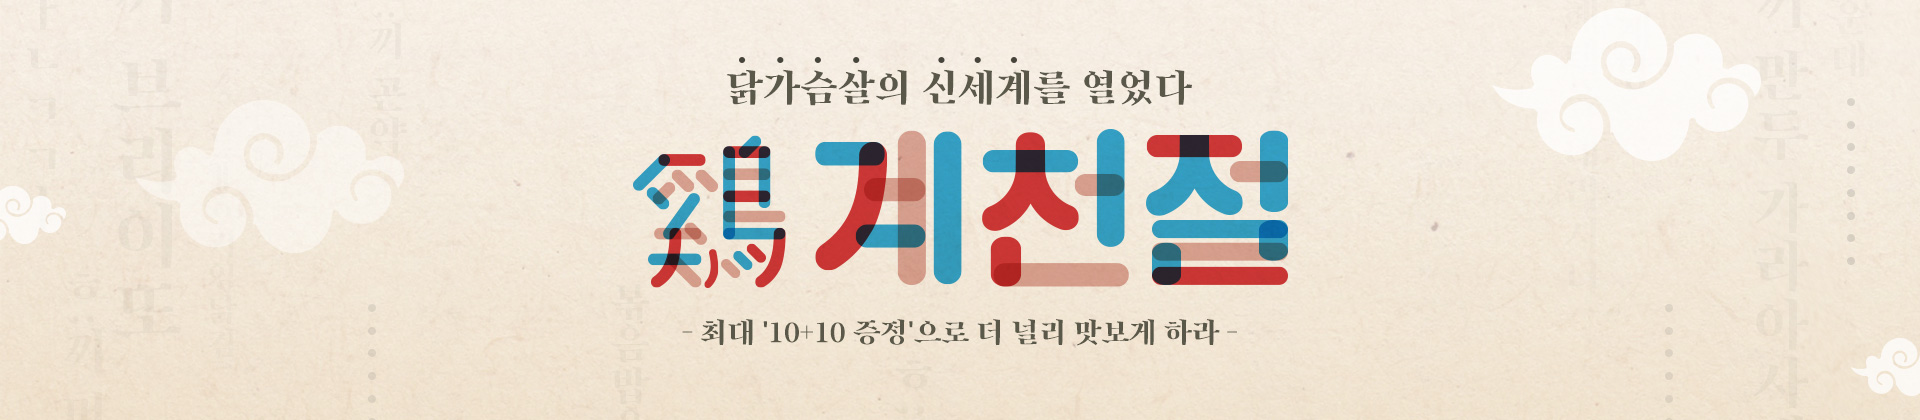 닭가슴살의 신세계를 열었다
鷄계천절
- 최대 '10+10 증정'으로 더 널리 맛보게 하라 -